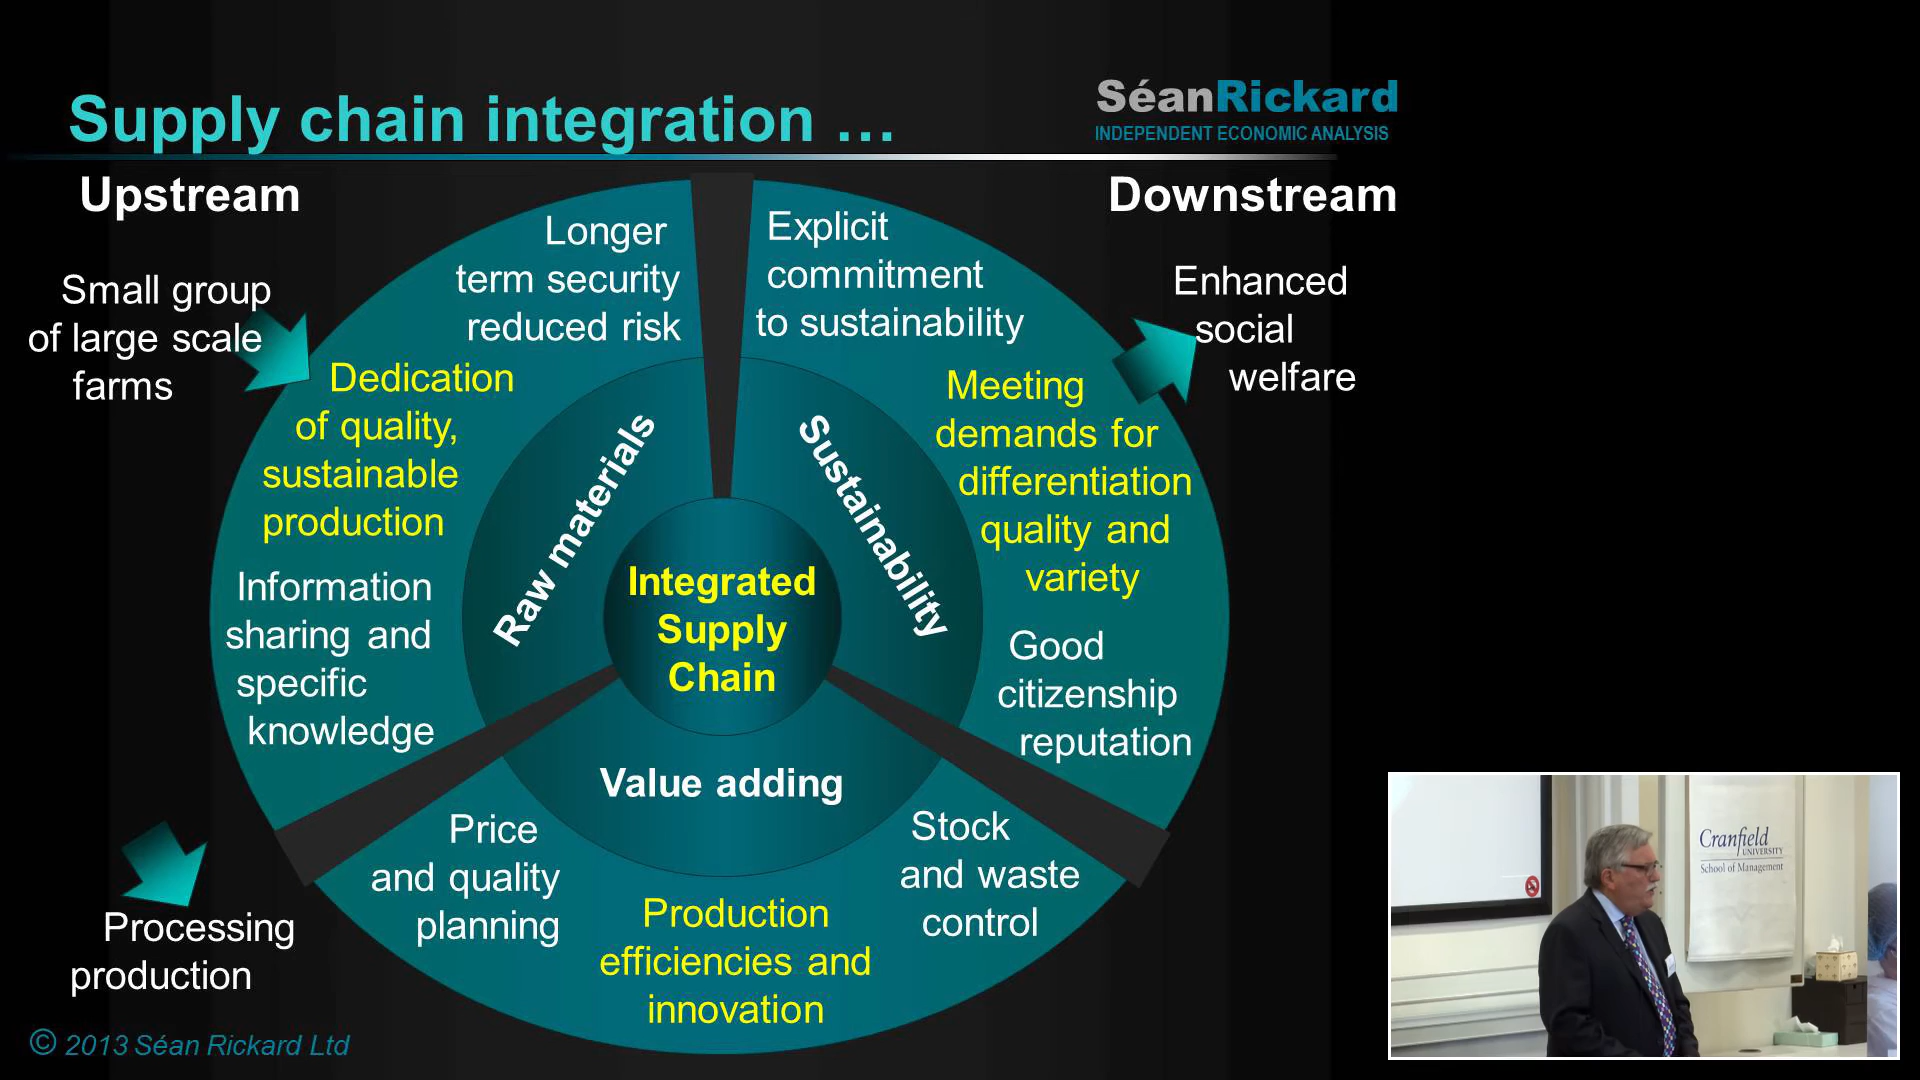 Supply chain integration ...
SéanRickard
INDEPENDENT ECONOMIC ANALYSIS
Upstream
Downstream
Small group
of large scale
farms
Longer
term security
reduced risk
Dedication
of quality,
sustainable
production
Information
sharing and
specific
knowledge
Raw materials
Explicit
commitment
to sustainability
Enhanced
social
welfare
Meeting
demands for
differentiation
quality and
variety
Good
citizenship
reputation
Sustainability
Integrated
Supply
Chain
Value adding
Price
and quality
planning
Production
efficiencies and
innovation
Stock
and waste
control
Processing
production
© 2013 Séan Rickard Ltd
Cranfield
UNIVERSITY
School of Management